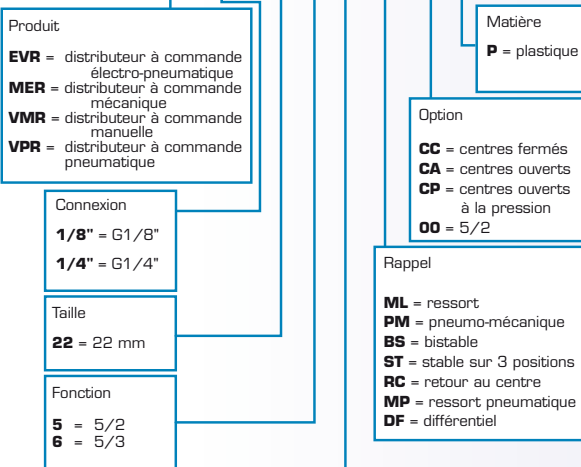 Produit
EVR = distributeur à commande
électro-pneumatique
MER = distributeur à commande
mécanique
VMR = distributeur à commande
manuelle
VPR = distributeur à commande
pneumatique
Connexion
1/8" = G1/8"
1/4" = G1/4"
Taille
22 = 22 mm
Fonction
5 = 5/2
6 = 5/3
Matière
P = plastique
Option
CC = centres fermés
CA = centres ouverts
CP = centres ouverts
à la pression
00 = 5/2
Rappel
ML = ressort
PM = pneumo-mécanique
BS = bistable
ST = stable sur 3 positions
RC = retour au centre
MP = ressort pneumatique
DF = différentiel